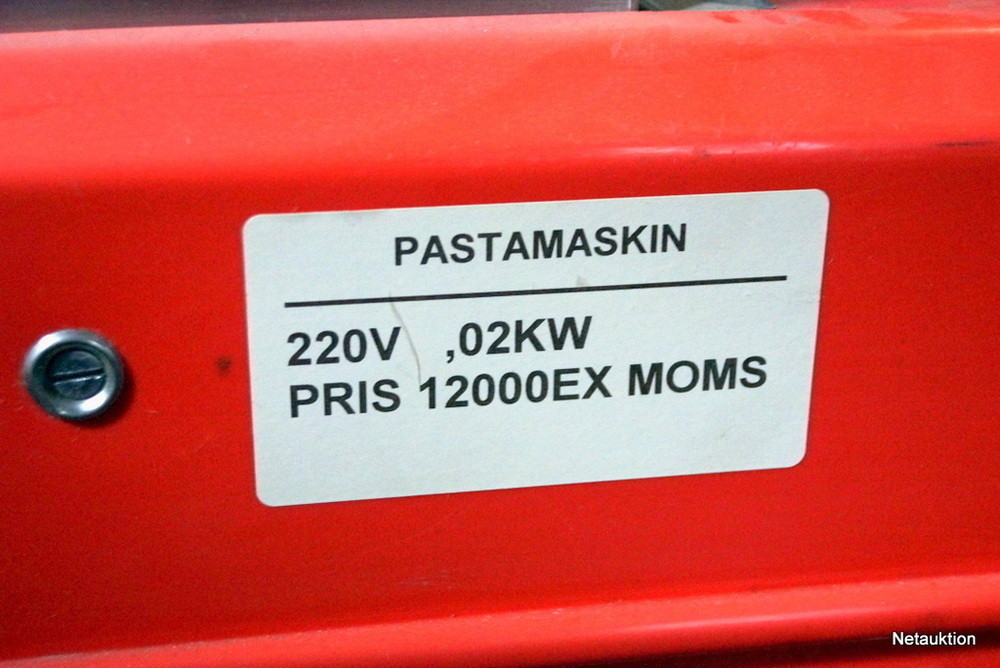 PASTAMASKIN
220V ,02KW
PRIS 12000EX MOMS
Netauktion